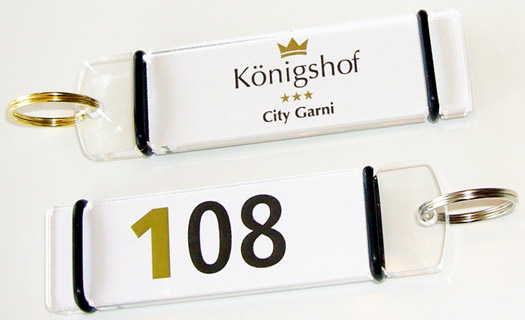 Königshof
★★★
City Garni
108